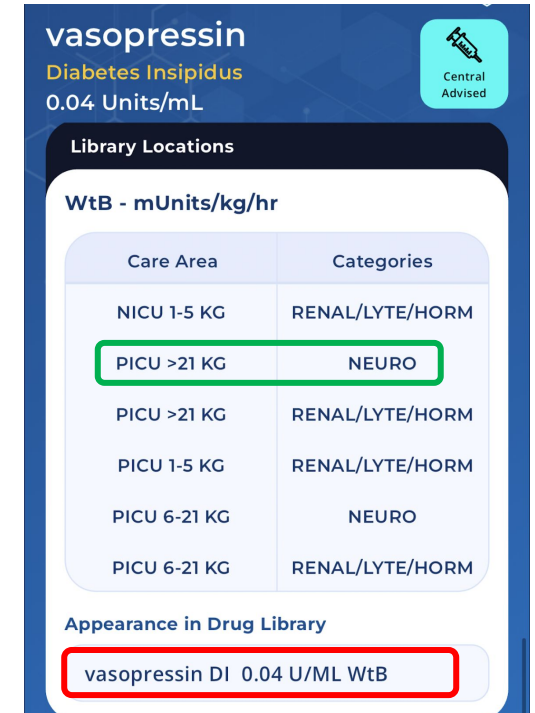 vasopressin
Diabetes Insipidus
0.04 Units/mL
Central
Advised
Library Locations
WtB - mUnits/kg/hr
Care Area Categories
NICU 1-5 KG RENAL/LYTE/HORM
PICU >21 KG NEURO
PICU >21 KG RENAL/LYTE/HORM
PICU 1-5 KG RENAL/LYTE/HORM
PICU 6-21 KG NEURO
PICU 6-21 KG RENAL/LYTE/HORM
Appearance in Drug Library
vasopressin DI 0.04 U/ML WtB